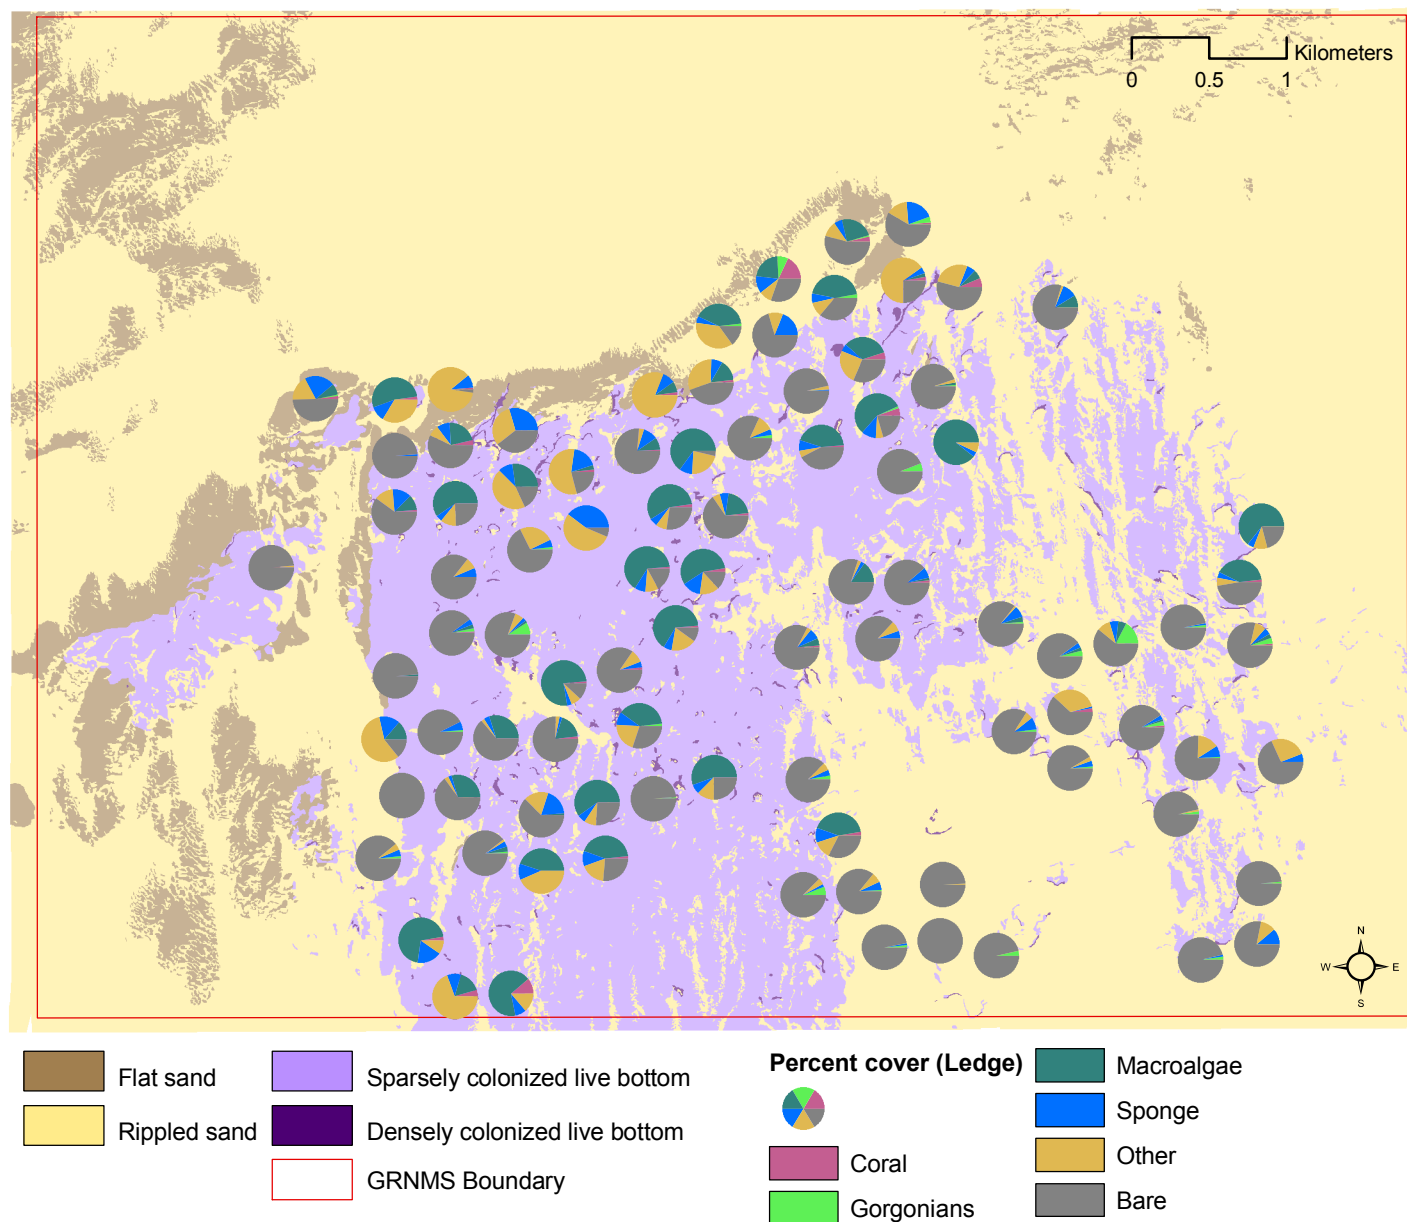 Kilometers
0 0.5 1
N
W E
S
Flat sand
Rippled sand
Sparsely colonized live bottom
Densely colonized live bottom
GRNMS Boundary
Percent cover (Ledge)
Coral
Gorgonians
Macroalgae
Sponge
Other
Bare